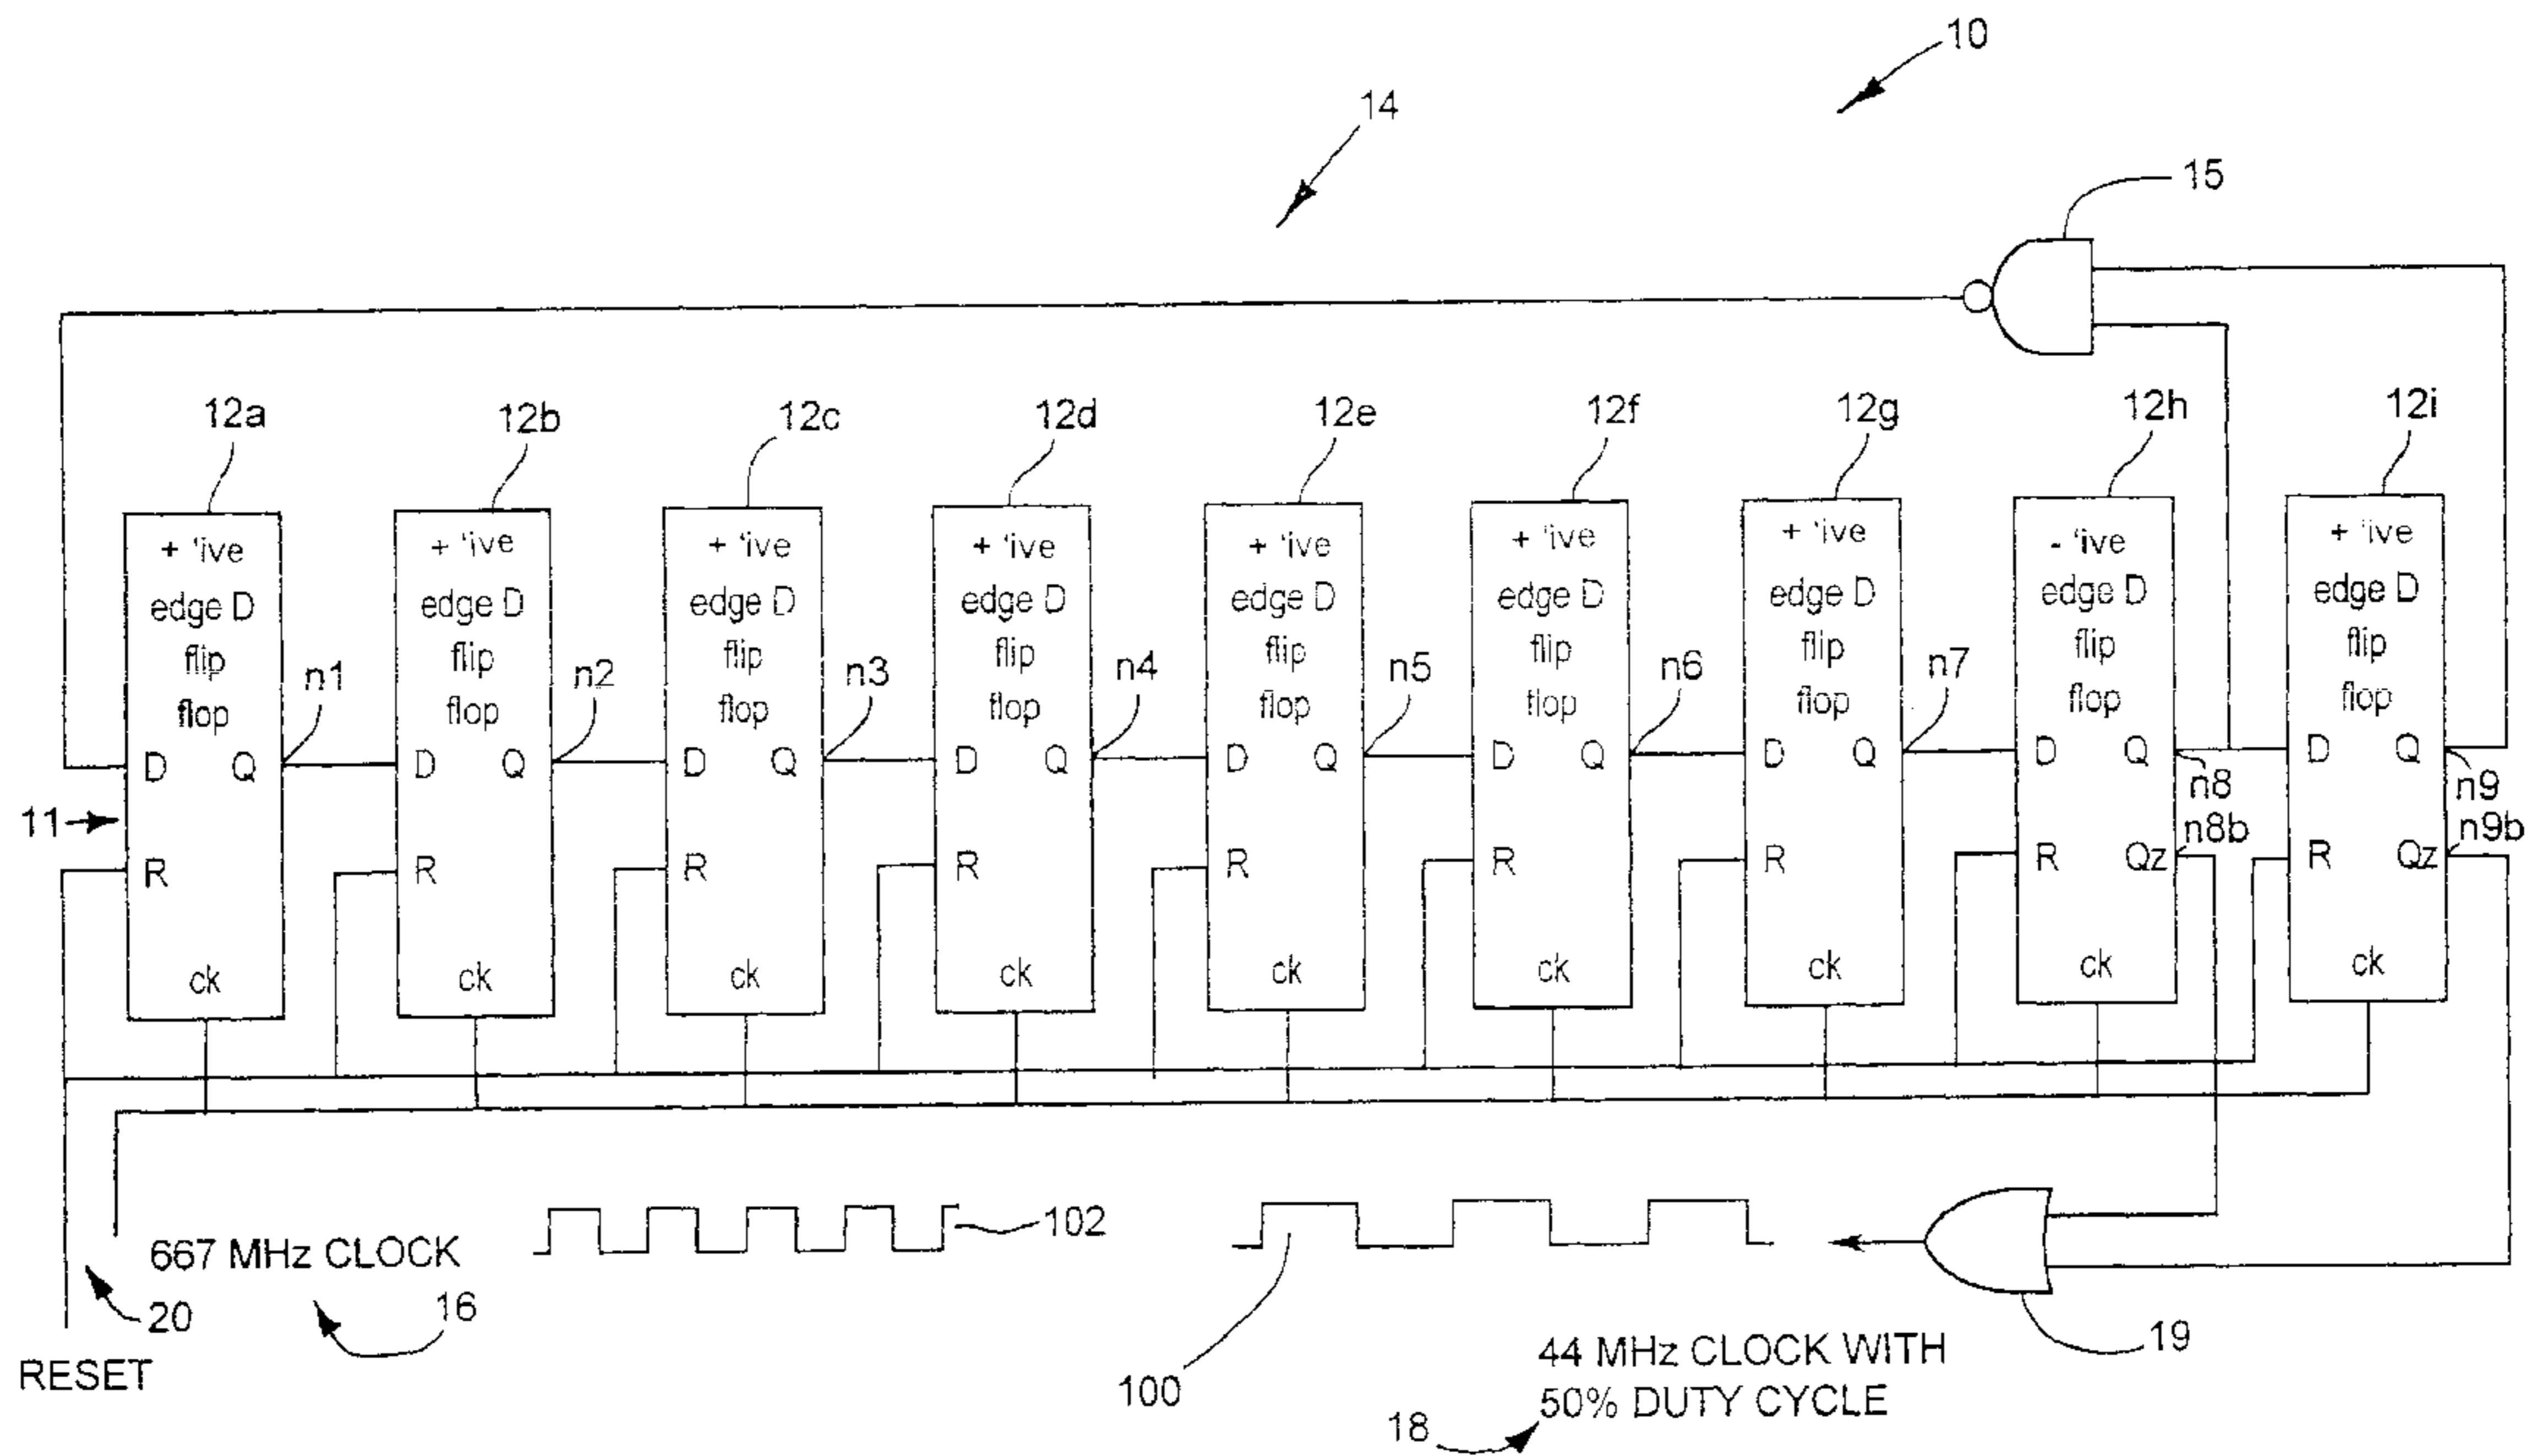 10
14
15
12a 12b 12c 12d 12e 12f 12g 12h 12i
+ 'ive edge D flip flop
+ 'ive edge D flip flop
+ 'ive edge D flip flop
+ 'ive edge D flip flop
+ 'ive edge D flip flop
+ 'ive edge D flip flop
+ 'ive edge D flip flop
- 'ive edge D flip flop
+ 'ive edge D flip flop
n1 n2 n3 n4 n5 n6 n7
D Q D Q D Q D Q D Q D Q D Q D Q D Q
n8 n9
11
n8b n9b
R R R R R R R R Qz R Qz
ck ck ck ck ck ck ck ck ck
667 MHz CLOCK
102
20
16
RESET
100
19
44 MHz CLOCK WITH
50% DUTY CYCLE
18